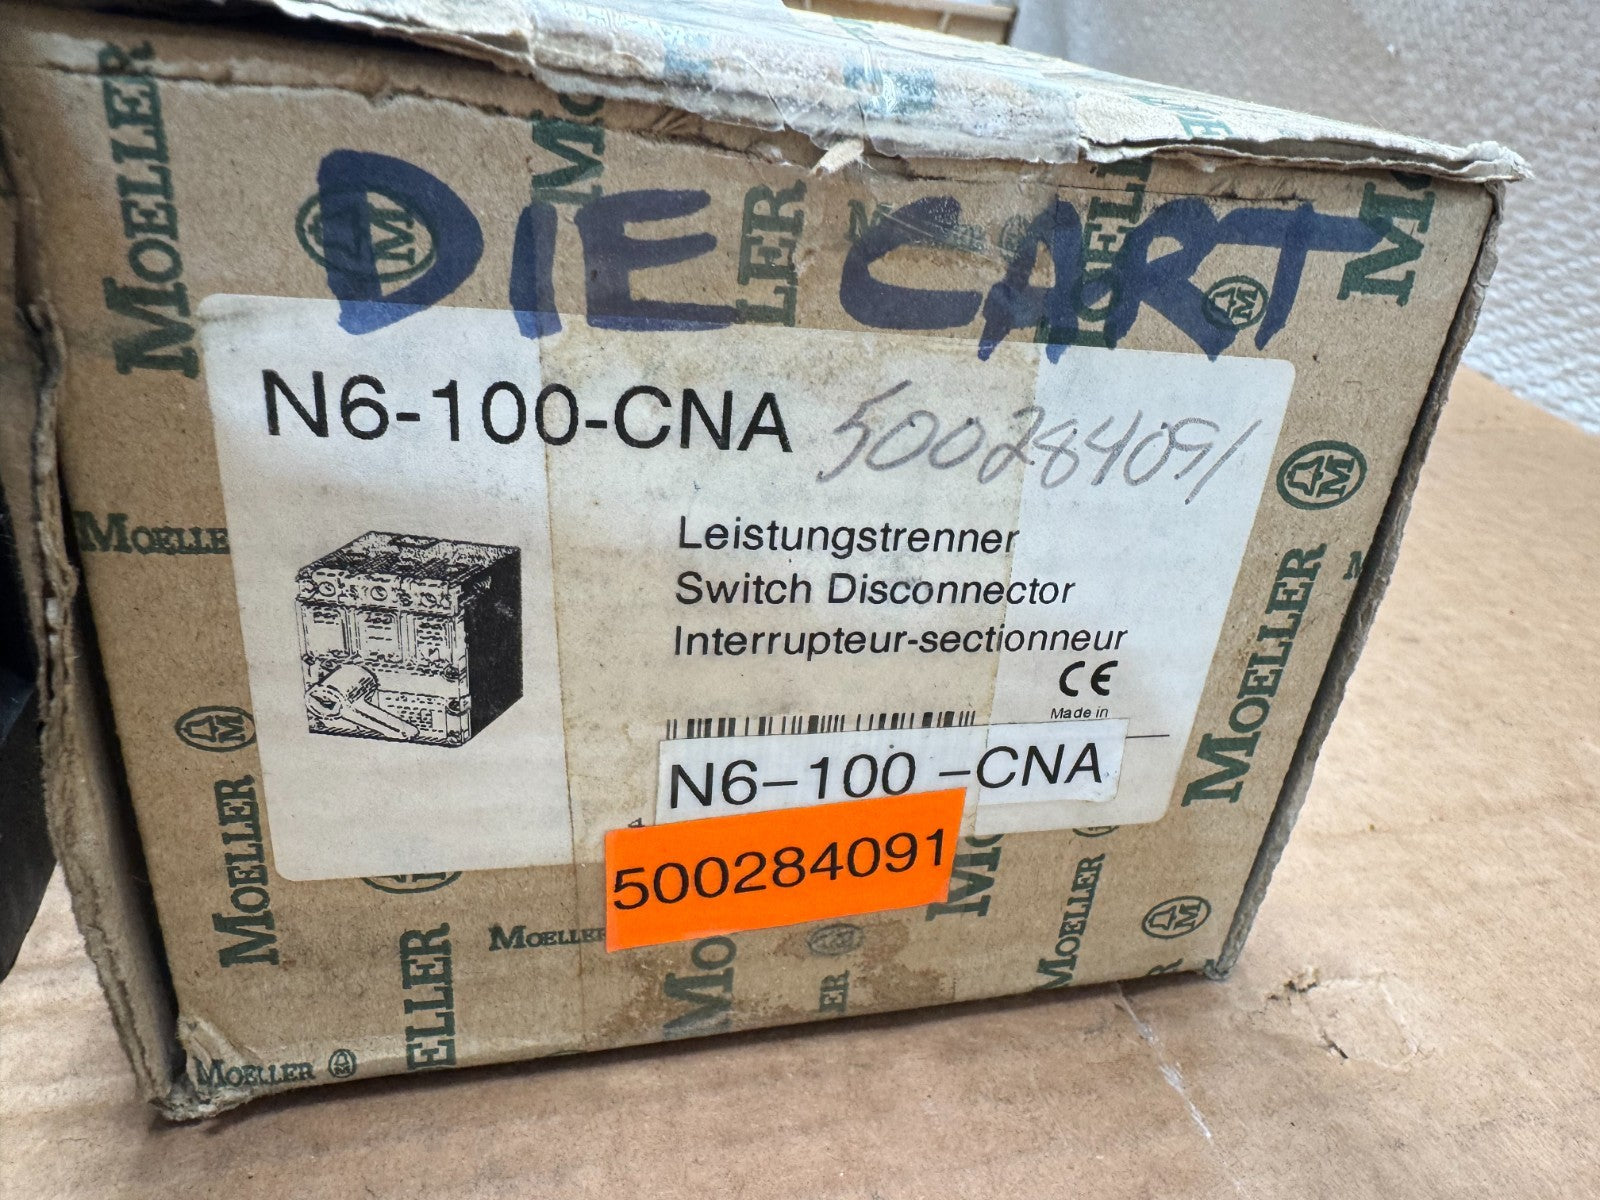 DIE CART
N6-100-CNA 500284091
Leistungstrenner
Switch Disconnector
Interrupteur-sectionneur
CE
Made in
N6-100-CNA
500284091
MOELLER
MOELLER
MOELLER
MOELLER
MOELLER
MOELLER
MOELLER